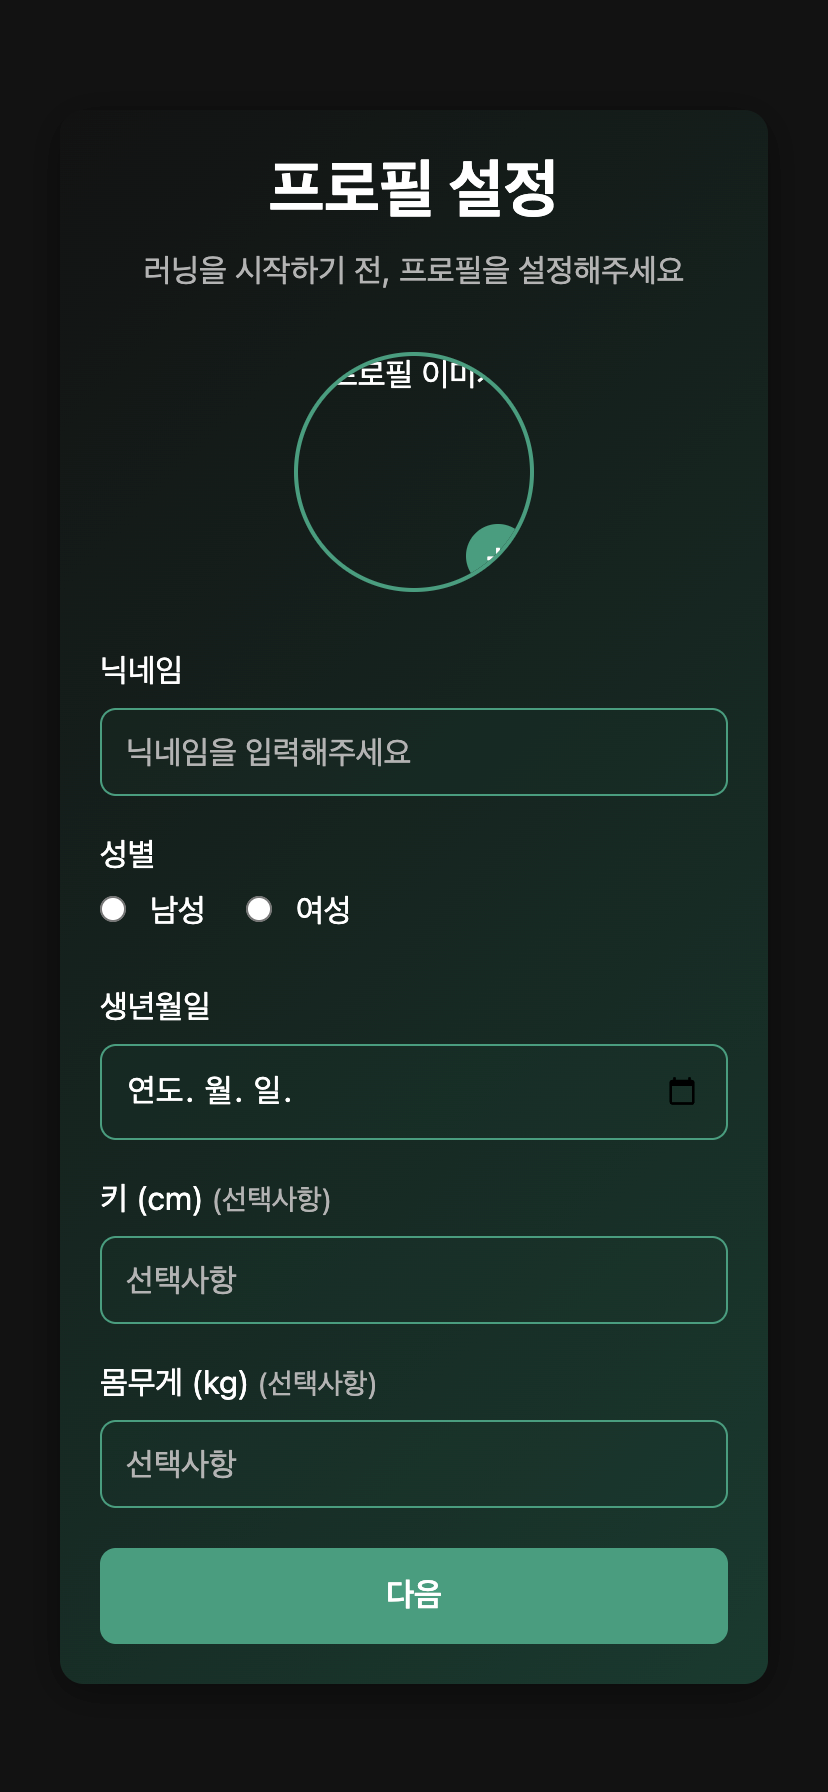 프로필 설정
러닝을 시작하기 전, 프로필을 설정해주세요
프로필 이미지
닉네임
닉네임을 입력해주세요
성별
남성 여성
생년월일
연도. 월. 일.
키 (cm) (선택사항)
선택사항
몸무게 (kg) (선택사항)
선택사항
다음